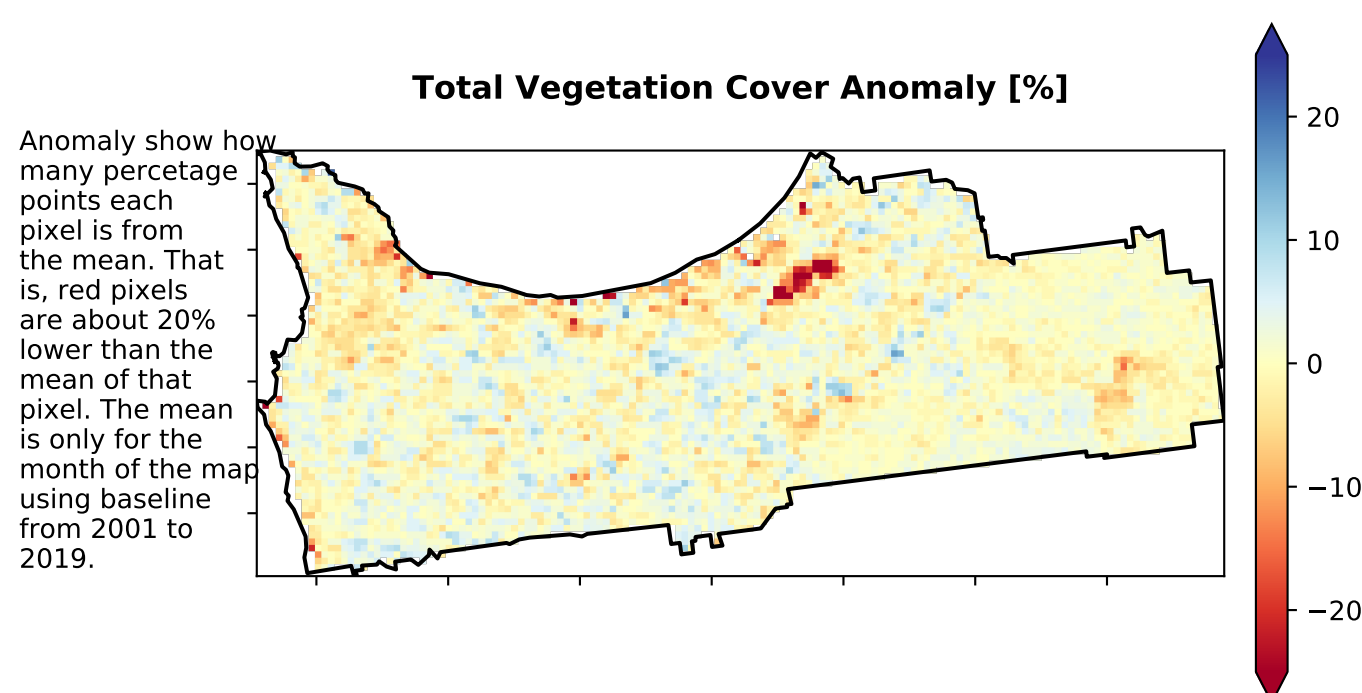 Total Vegetation Cover Anomaly [%]
Anomaly show how
many percetage
points each
pixel is from
the mean. That
is, red pixels
are about 20%
lower than the
mean of that
pixel. The mean
is only for the
month of the map
using baseline
from 2001 to
2019.
20
10
0
−10
−20